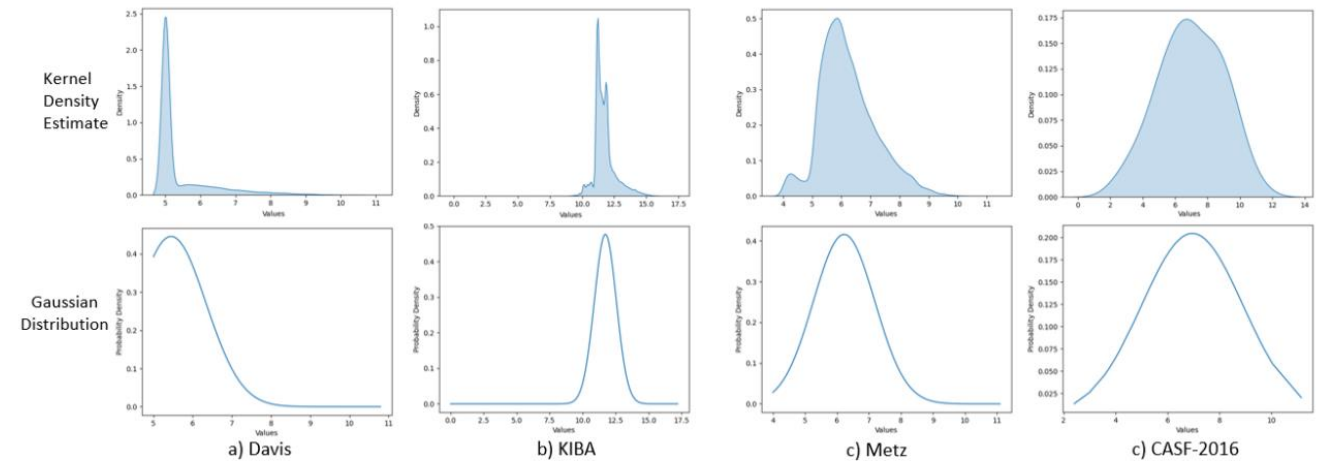 Kernel
Density
Estimate
Density
2.5
2.0
1.5
1.0
0.5
0.0
5 6 7 8 9 10 11
Values
Density
1.0
0.8
0.6
0.4
0.2
0.0
0.0 2.5 5.0 7.5 10.0 12.5 15.0 17.5
Values
Density
0.5
0.4
0.3
0.2
0.1
0.0
4 5 6 7 8 9 10 11
Values
Density
0.175
0.150
0.125
0.100
0.075
0.050
0.025
0.000
0 2 4 6 8 10 12 14
Values
Gaussian
Distribution
Probability Density
0.4
0.3
0.2
0.1
0.0
5 6 7 8 9 10 11
Values
Probability Density
0.5
0.4
0.3
0.2
0.1
0.0
0.0 2.5 5.0 7.5 10.0 12.5 15.0 17.5
Values
Probability Density
0.4
0.3
0.2
0.1
0.0
4 5 6 7 8 9 10 11
Values
Probability Density
0.200
0.175
0.150
0.125
0.100
0.075
0.050
0.025
2 4 6 8 10
Values
a) Davis
b) KIBA
c) Metz
c) CASF-2016